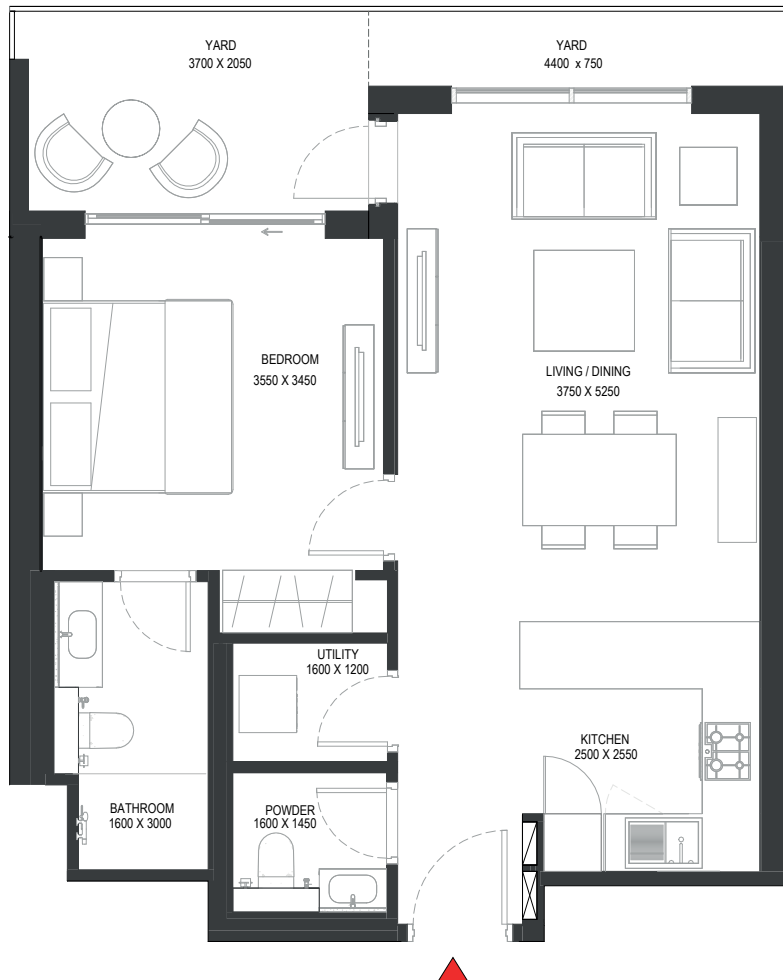 YARD
3700 X 2050
YARD
4400 x 750
BEDROOM
3550 X 3450
LIVING / DINING
3750 X 5250
UTILITY
1600 X 1200
KITCHEN
2500 X 2550
BATHROOM
1600 X 3000
POWDER
1600 X 1450